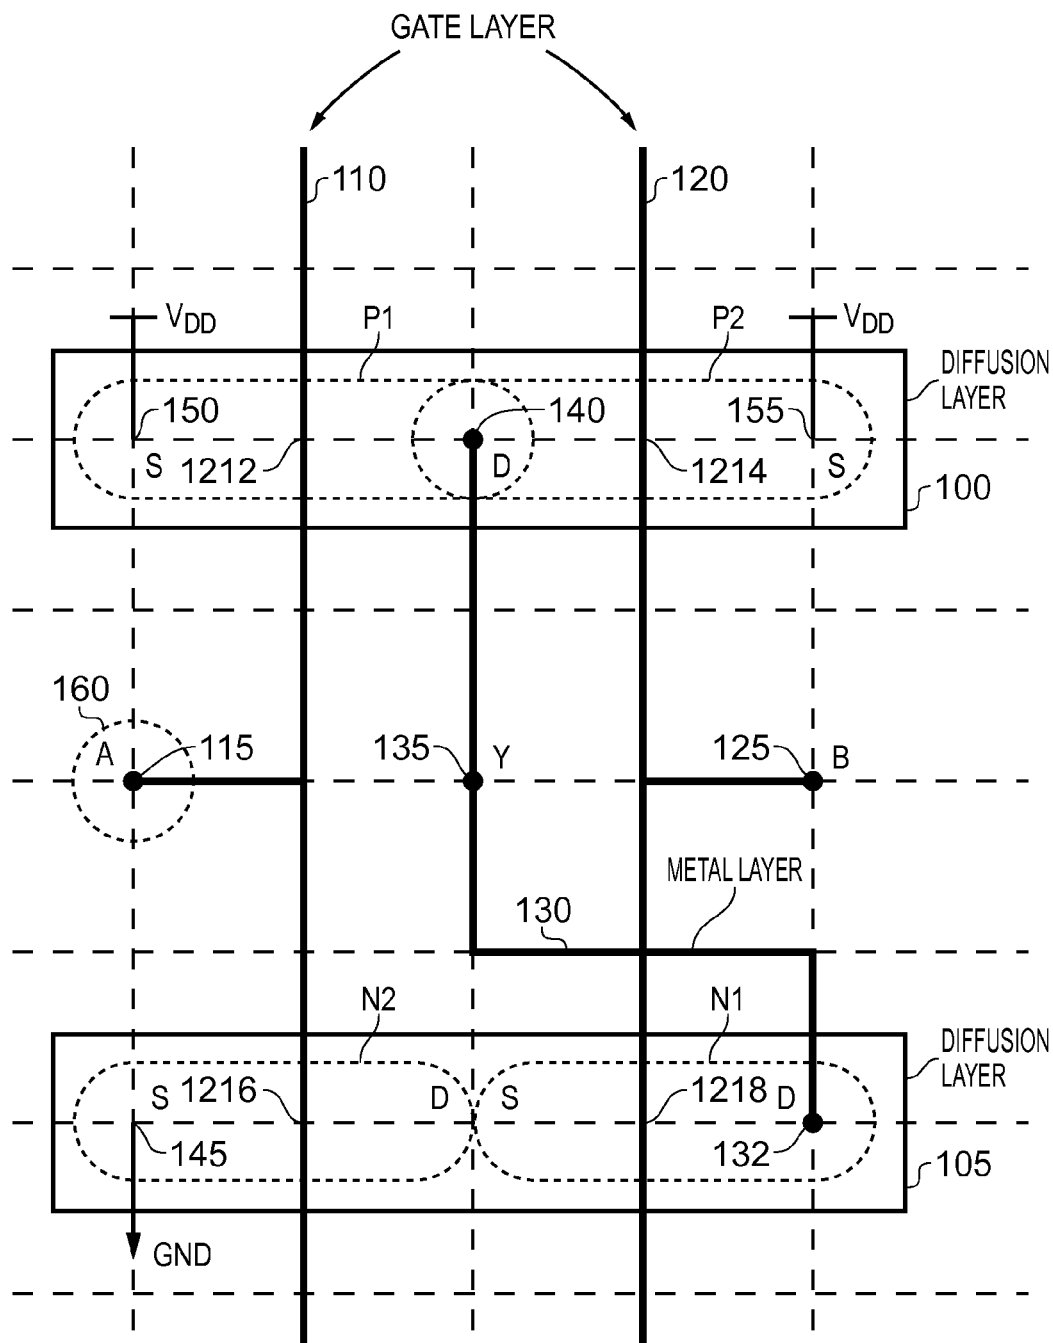 GATE LAYER
110
120
VDD
P1
P2
VDD
DIFFUSION
LAYER
150
140
155
S
1212
D
1214
S
100
160
A
115
135
Y
125
B
METAL LAYER
130
N2
N1
DIFFUSION
LAYER
S
1216
D
S
1218
D
145
132
105
GND